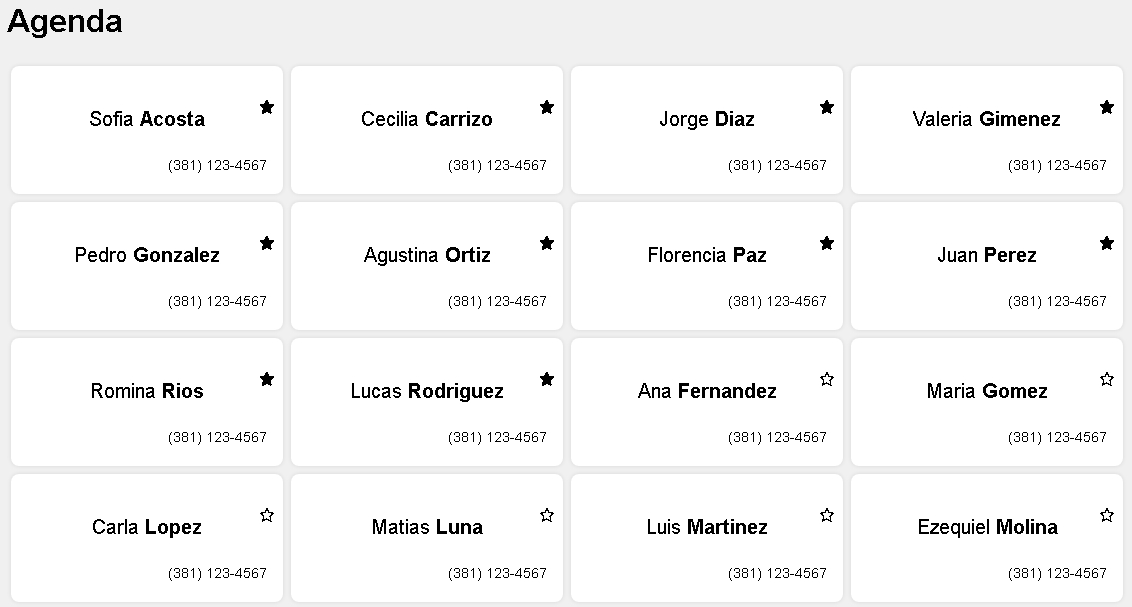 Agenda
Sofia Acosta
(381) 123-4567
Cecilia Carrizo
(381) 123-4567
Jorge Diaz
(381) 123-4567
Valeria Gimenez
(381) 123-4567
Pedro Gonzalez
(381) 123-4567
Agustina Ortiz
(381) 123-4567
Florencia Paz
(381) 123-4567
Juan Perez
(381) 123-4567
Romina Rios
(381) 123-4567
Lucas Rodriguez
(381) 123-4567
Ana Fernandez
(381) 123-4567
Maria Gomez
(381) 123-4567
Carla Lopez
(381) 123-4567
Matias Luna
(381) 123-4567
Luis Martinez
(381) 123-4567
Ezequiel Molina
(381) 123-4567